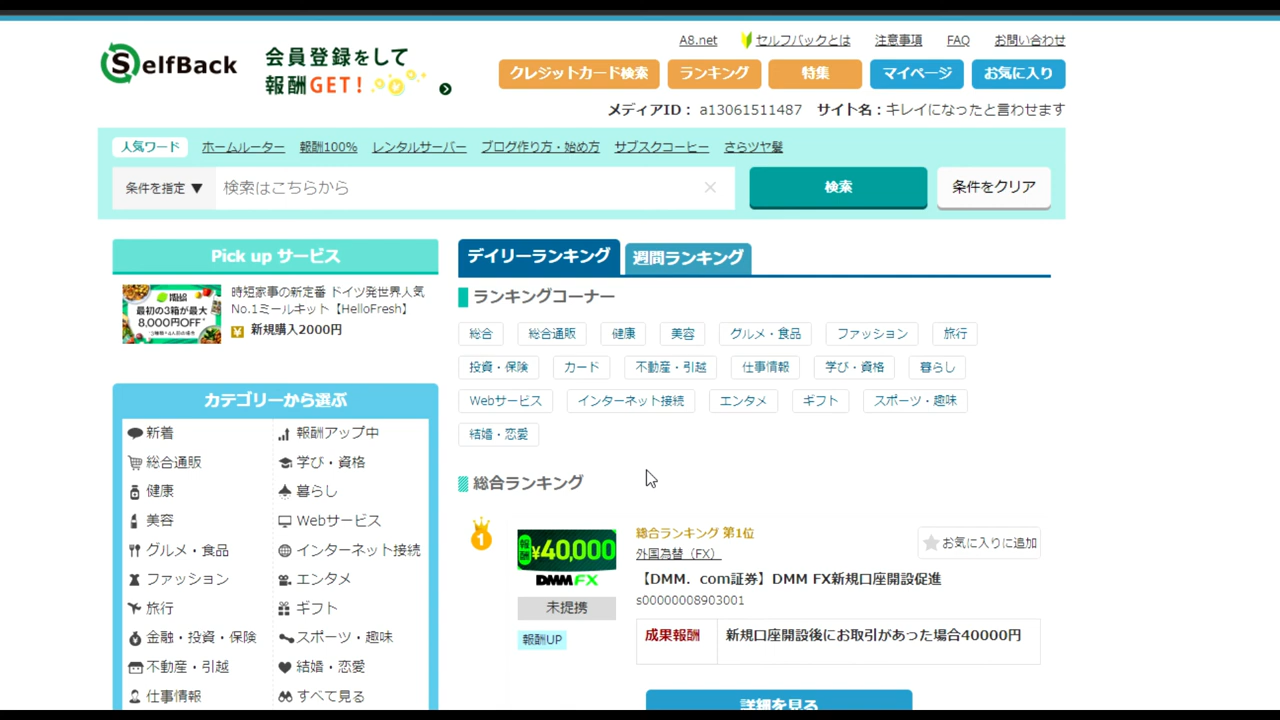 A8.net セルフバックとは 注意事項 FAQ お問い合わせ
SelfBack
会員登録をして
報酬GET!
クレジットカード検索 ランキング 特集 マイページ お気に入り
メディアID: a13061511487 サイト名:キレイになったと言わせます
人気ワード ホームルーター 報酬100% レンタルサーバー ブログ作り方・始め方 サブスクコーヒー さらツヤ髪
条件を指定 ▼ 検索はこちらから × 検索 条件をクリア
Pick up サービス
時短家事の新定番 ドイツ発世界人気
No.1ミールキット【HelloFresh】
新規購入2000円
最初の3箱が最大
8,000円OFF
カテゴリーから選ぶ
新着 報酬アップ中
総合通販 学び・資格
健康 暮らし
美容 Webサービス
グルメ・食品 インターネット接続
ファッション エンタメ
旅行 ギフト
金融・投資・保険 スポーツ・趣味
不動産・引越 結婚・恋愛
仕事情報 すべて見る
デイリーランキング 週間ランキング
ランキングコーナー
総合 総合通販 健康 美容 グルメ・食品 ファッション 旅行
投資・保険 カード 不動産・引越 仕事情報 学び・資格 暮らし
Webサービス インターネット接続 エンタメ ギフト スポーツ・趣味
結婚・恋愛
総合ランキング
1
報酬 ¥40,000
DMM FX
未提携
報酬UP
総合ランキング 第1位
外国為替(FX)
お気に入りに追加
【DMM.com証券】DMM FX新規口座開設促進
s00000008903001
成果報酬 新規口座開設後にお取引があった場合40000円
詳細を見る